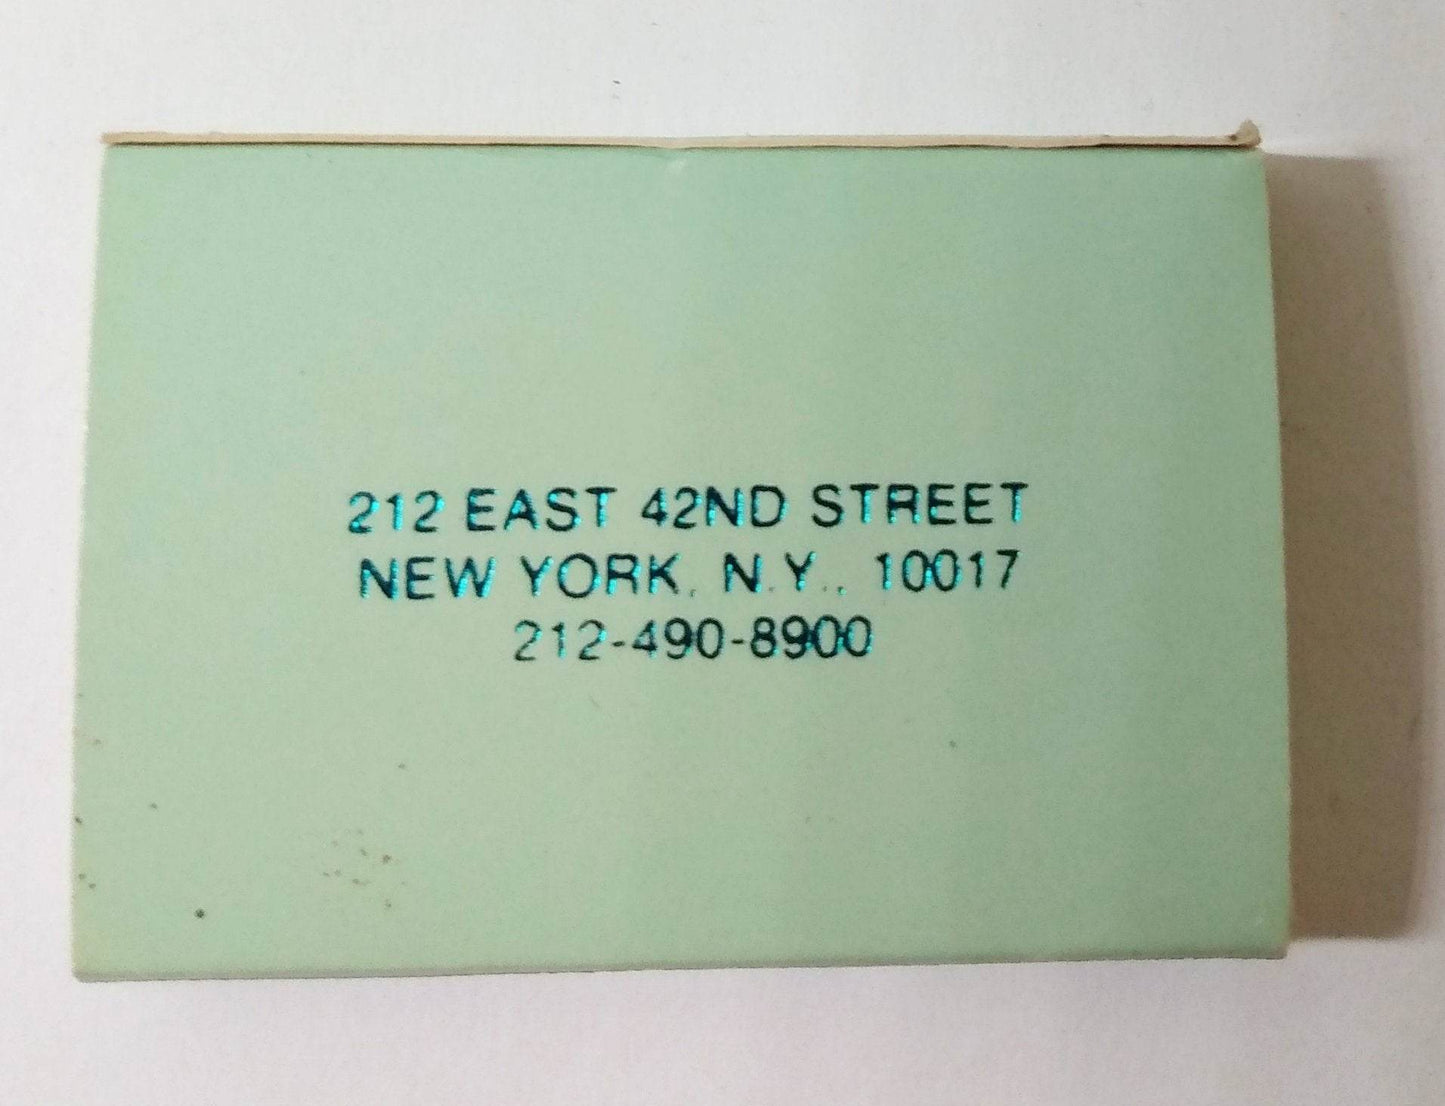 212 EAST 42ND STREET
NEW YORK, N.Y., 10017
212-490-8900